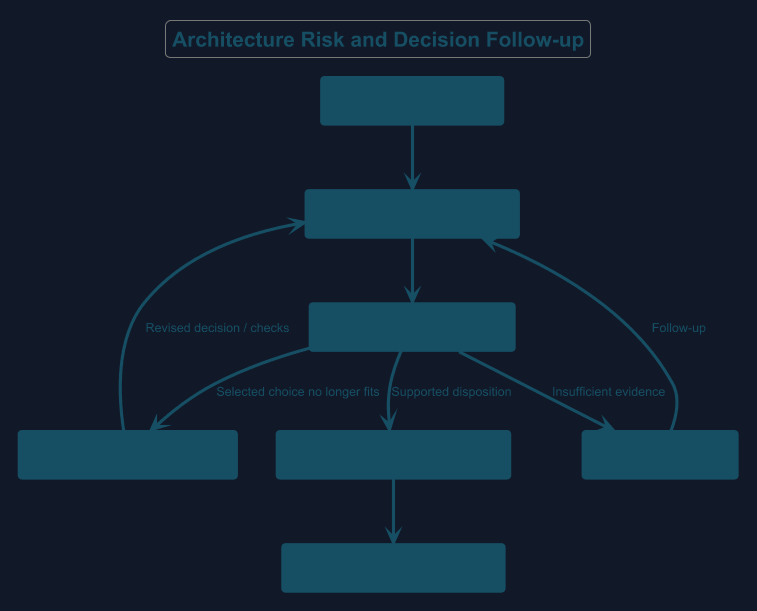 Architecture Risk and Decision Follow-up
Revised decision / checks
Follow-up
Selected choice no longer fits
Supported disposition
Insufficient evidence